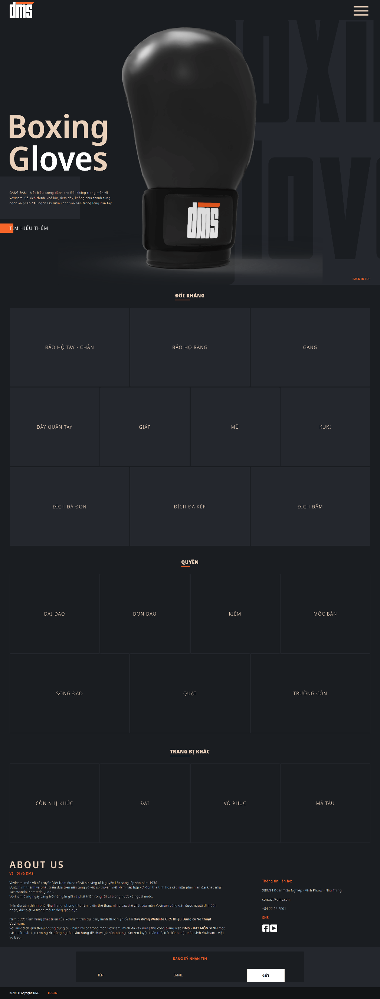 dms
Boxing
Gloves
GĂNG ĐẤM - Một biểu tượng dành cho Đối kháng trong môn võ
Vovinam. Có kích thước khá lớn, đệm dày, không chia thành từng
ngón và phần đầu ngón tay luôn cong vào bên trong lòng bàn tay.
dms
TÌM HIỂU THÊM
BACK TO TOP
ĐỐI KHÁNG
BẢO HỘ TAY - CHÂN
BẢO HỘ RĂNG
GĂNG
DÂY QUẤN TAY
GIÁP
MŨ
KUKI
ĐÍCH ĐÁ ĐƠN
ĐÍCH ĐÁ KÉP
ĐÍCH ĐẤM
QUYỀN
ĐẠI ĐAO
ĐƠN ĐAO
KIẾM
MỘC BẢN
SONG ĐAO
QUẠT
TRƯỜNG CÔN
TRANG BỊ KHÁC
CÔN NHỊ KHÚC
ĐAI
VÕ PHỤC
MÃ TẤU
ABOUT US
Vài lời về DMS:
Vovinam, môn võ cổ truyền Việt Nam được cố võ sư sáng tổ Nguyễn Lộc sáng lập vào năm 1936.
Được hình thành và phát triển dựa trên nền tảng võ vật cổ truyền Việt Nam, kết hợp với đòn thế tinh hoa các môn phái hiện đại khác như
Taekwondo, Karatedo, Judo...
Vovinam đang ngày càng trở nên gần gũi và phát triển rộng rãi cả trong nước và ngoài nước.
Trên địa bàn thành phố Nha Trang, phong trào rèn luyện thể thao, nâng cao thể chất của môn Vovinam cũng dần được người dân đón
nhận, đặc biệt là trong môi trường giáo dục.
Nắm được tiềm năng phát triển của Vovinam trên địa bàn, mình thực hiện đề tài Xây dựng Website Giới thiệu Dụng cụ Võ thuật
Vovinam.
Với mục đích giới thiệu những dụng cụ - binh khí có trong môn Vovinam, mình đã xây dựng thủ công trang web DMS - ĐẠT MÔN SINH một
cách bắt mắt, tạo cho người dùng nguồn cảm hứng để tham gia vào phong trào rèn luyện thân thể, trở thành một môn sinh Vovinam - Việt
Võ Đạo.
Thông tin liên hệ:
28B/34 Đoàn Trần Nghiệp - Vĩnh Phước - Nha Trang
contact@dms.com
+84 22 12 2001
SNS
ĐĂNG KÝ NHẬN TIN
TÊN
EMAIL
GỬI
© 2023 Copyright: DMS
LOG IN